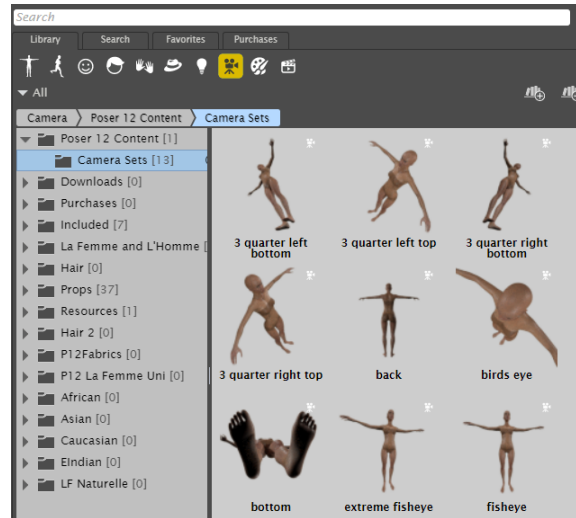 Search
Library Search Favorites Purchases
All
Camera Poser 12 Content Camera Sets
Poser 12 Content [1]
Camera Sets [13]
Downloads [0]
Purchases [0]
Included [7]
La Femme and L'Homme [
Hair [0]
Props [37]
Resources [1]
Hair 2 [0]
P12Fabrics [0]
P12 La Femme Uni [0]
African [0]
Asian [0]
Caucasian [0]
EIndian [0]
LF Naturelle [0]
3 quarter left bottom
3 quarter left top
3 quarter right bottom
3 quarter right top
back
birds eye
bottom
extreme fisheye
fisheye